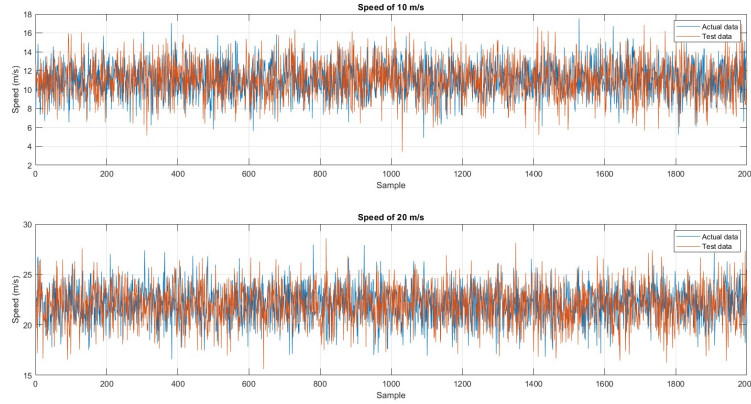 Speed of 10 m/s
18
16
14
12
10
8
6
4
2
Speed (m/s)
Actual data
Test data
0 200 400 600 800 1000 1200 1400 1600 1800 2000
Sample
Speed of 20 m/s
30
25
20
15
Speed (m/s)
Actual data
Test data
0 200 400 600 800 1000 1200 1400 1600 1800 2000
Sample